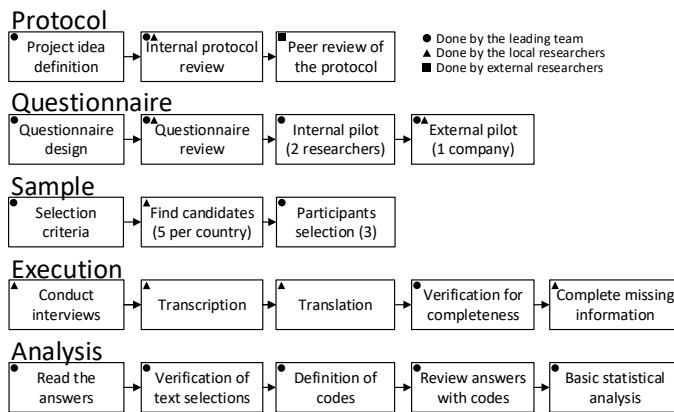 Protocol
Project idea
definition
Internal protocol
review
Peer review of
the protocol
Done by the leading team
Done by the local researchers
Done by external researchers
Questionnaire
Questionnaire
design
Questionnaire
review
Internal pilot
(2 researchers)
External pilot
(1 company)
Sample
Selection
criteria
Find candidates
(5 per country)
Participants
selection (3)
Execution
Conduct
interviews
Transcription
Translation
Verification for
completeness
Complete missing
information
Analysis
Read the
answers
Verification of
text selections
Definition of
codes
Review answers
with codes
Basic statistical
analysis